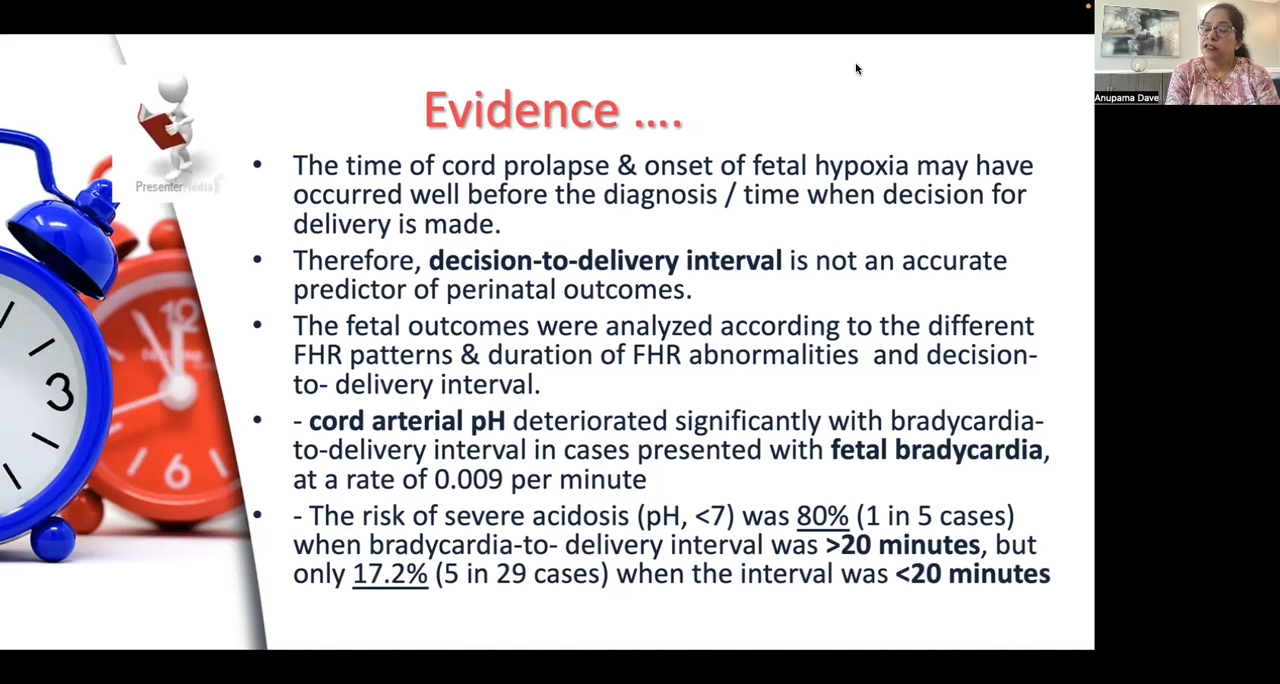 Anupama Dave
PresenterMedia
Evidence ....
• The time of cord prolapse & onset of fetal hypoxia may have
occurred well before the diagnosis / time when decision for
delivery is made.
• Therefore, decision-to-delivery interval is not an accurate
predictor of perinatal outcomes.
• The fetal outcomes were analyzed according to the different
FHR patterns & duration of FHR abnormalities and decision-
to- delivery interval.
• - cord arterial pH deteriorated significantly with bradycardia-
to-delivery interval in cases presented with fetal bradycardia,
at a rate of 0.009 per minute
• - The risk of severe acidosis (pH, <7) was 80% (1 in 5 cases)
when bradycardia-to- delivery interval was >20 minutes, but
only 17.2% (5 in 29 cases) when the interval was <20 minutes
3
12
6